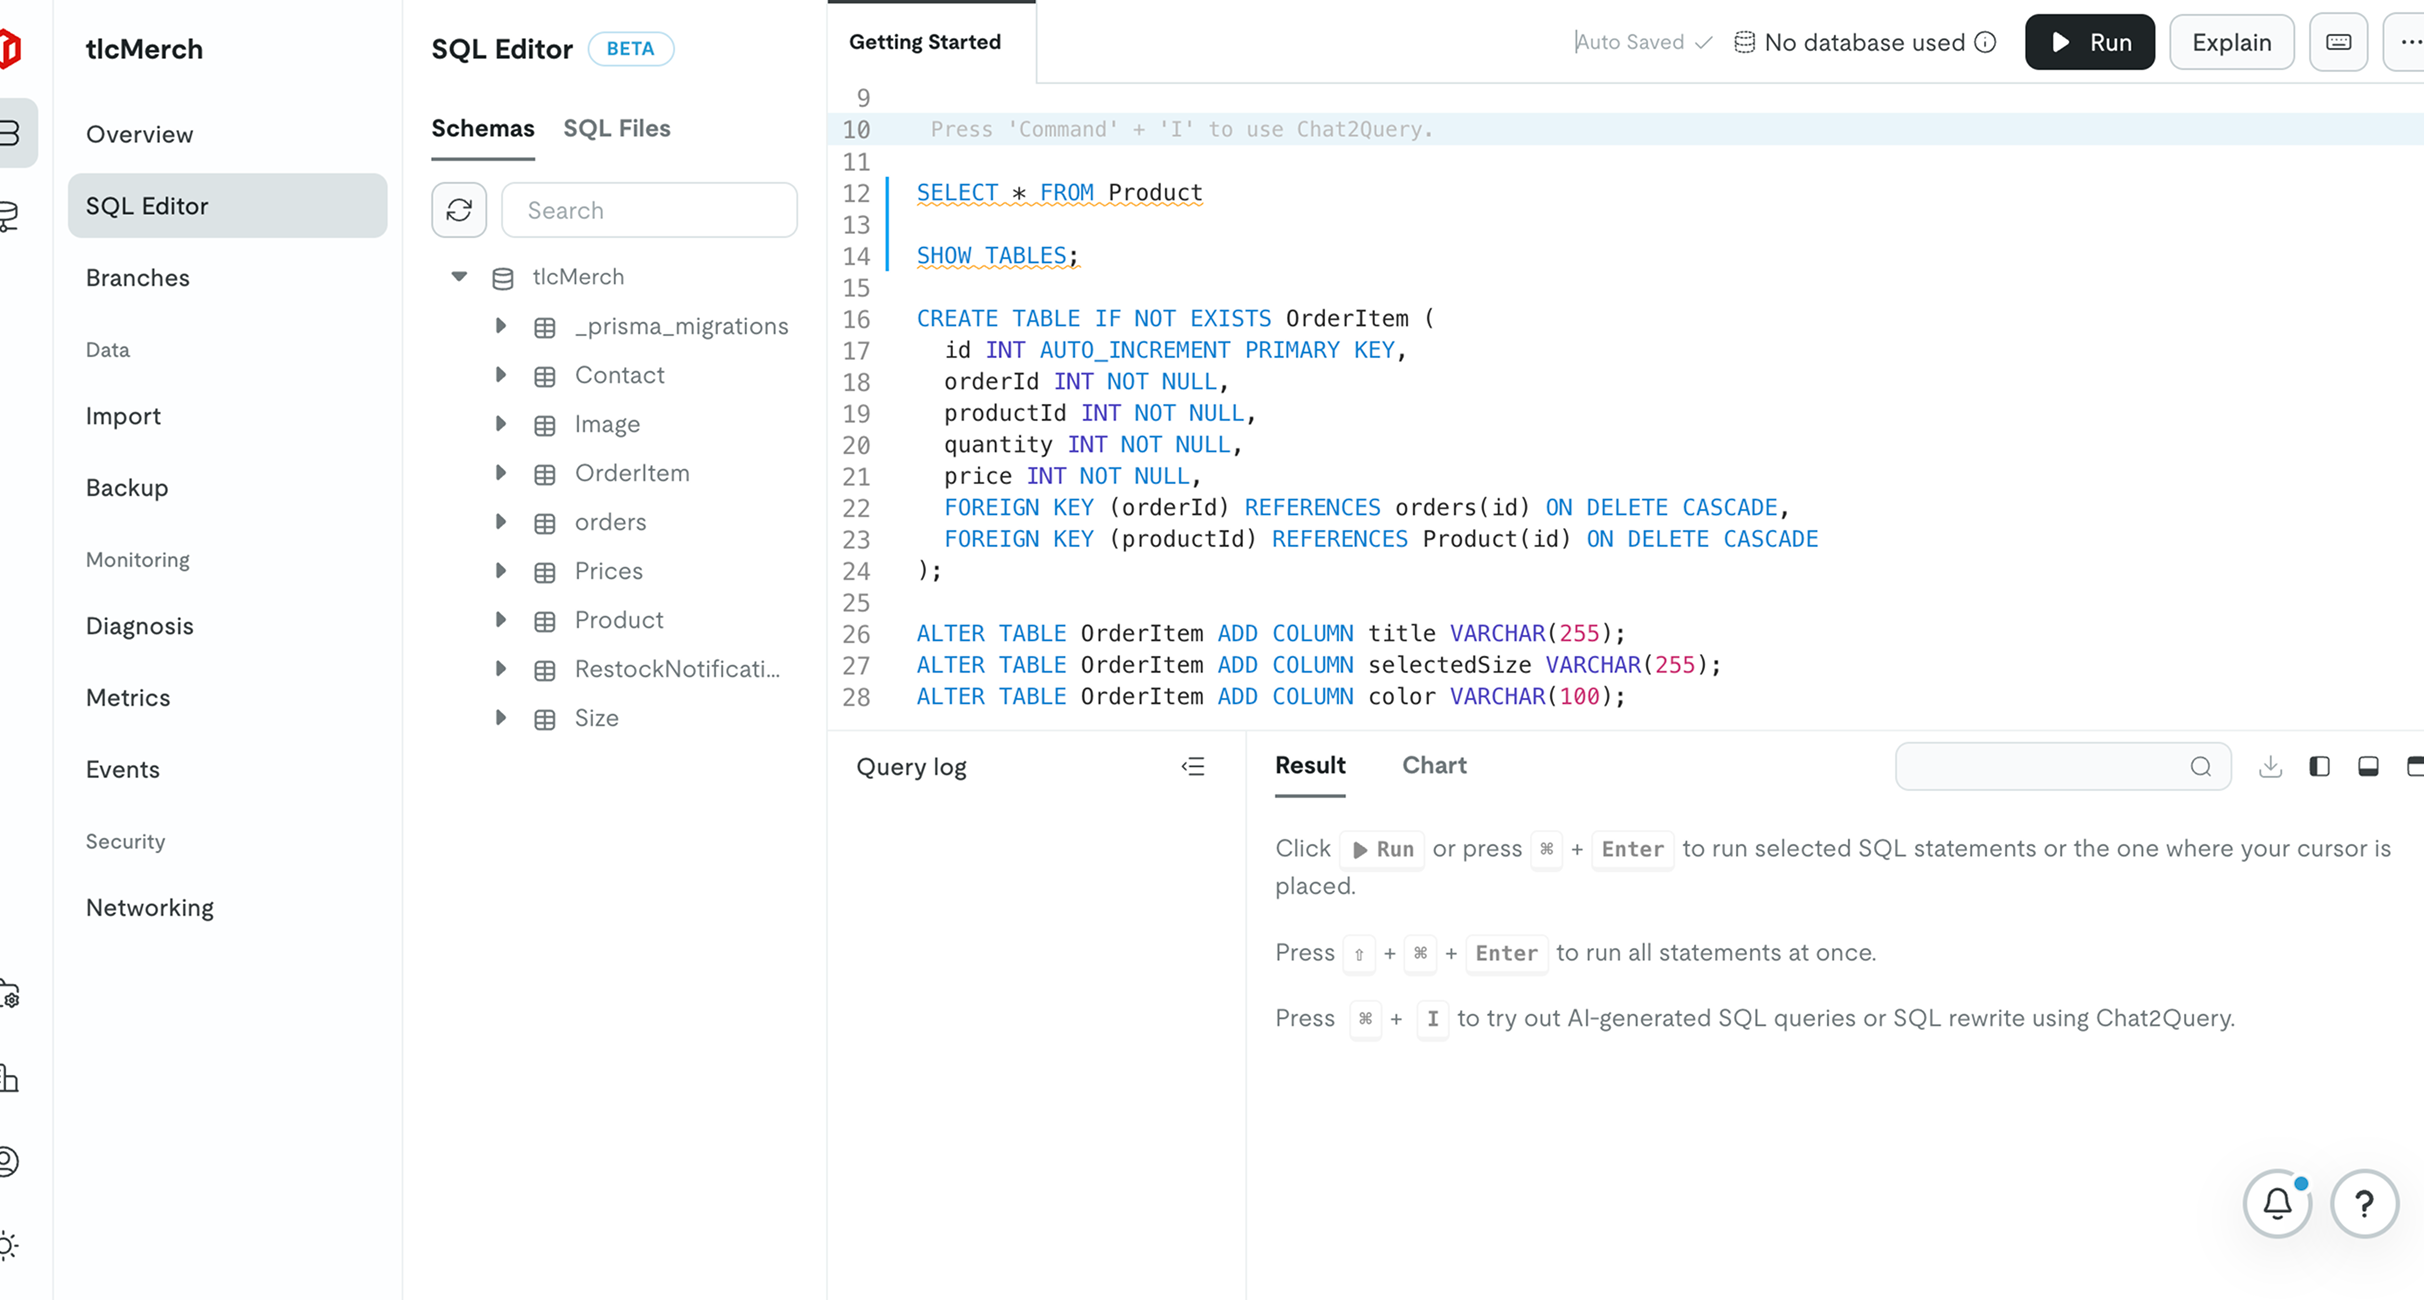 tlcMerch
Overview
SQL Editor
Branches
Data
Import
Backup
Monitoring
Diagnosis
Metrics
Events
Security
Networking
SQL Editor BETA
Schemas SQL Files
Search
tlcMerch
_prisma_migrations
Contact
Image
OrderItem
orders
Prices
Product
RestockNotificati...
Size
Getting Started
Auto Saved No database used Run Explain
9
10 Press 'Command' + 'I' to use Chat2Query.
11
12 SELECT * FROM Product
13
14 SHOW TABLES;
15
16 CREATE TABLE IF NOT EXISTS OrderItem (
17 id INT AUTO_INCREMENT PRIMARY KEY,
18 orderId INT NOT NULL,
19 productId INT NOT NULL,
20 quantity INT NOT NULL,
21 price INT NOT NULL,
22 FOREIGN KEY (orderId) REFERENCES orders(id) ON DELETE CASCADE,
23 FOREIGN KEY (productId) REFERENCES Product(id) ON DELETE CASCADE
24 );
25
26 ALTER TABLE OrderItem ADD COLUMN title VARCHAR(255);
27 ALTER TABLE OrderItem ADD COLUMN selectedSize VARCHAR(255);
28 ALTER TABLE OrderItem ADD COLUMN color VARCHAR(100);
Query log
Result Chart
Click Run or press ⌘ + Enter to run selected SQL statements or the one where your cursor is
placed.
Press ⇧ + ⌘ + Enter to run all statements at once.
Press ⌘ + I to try out AI-generated SQL queries or SQL rewrite using Chat2Query.
?